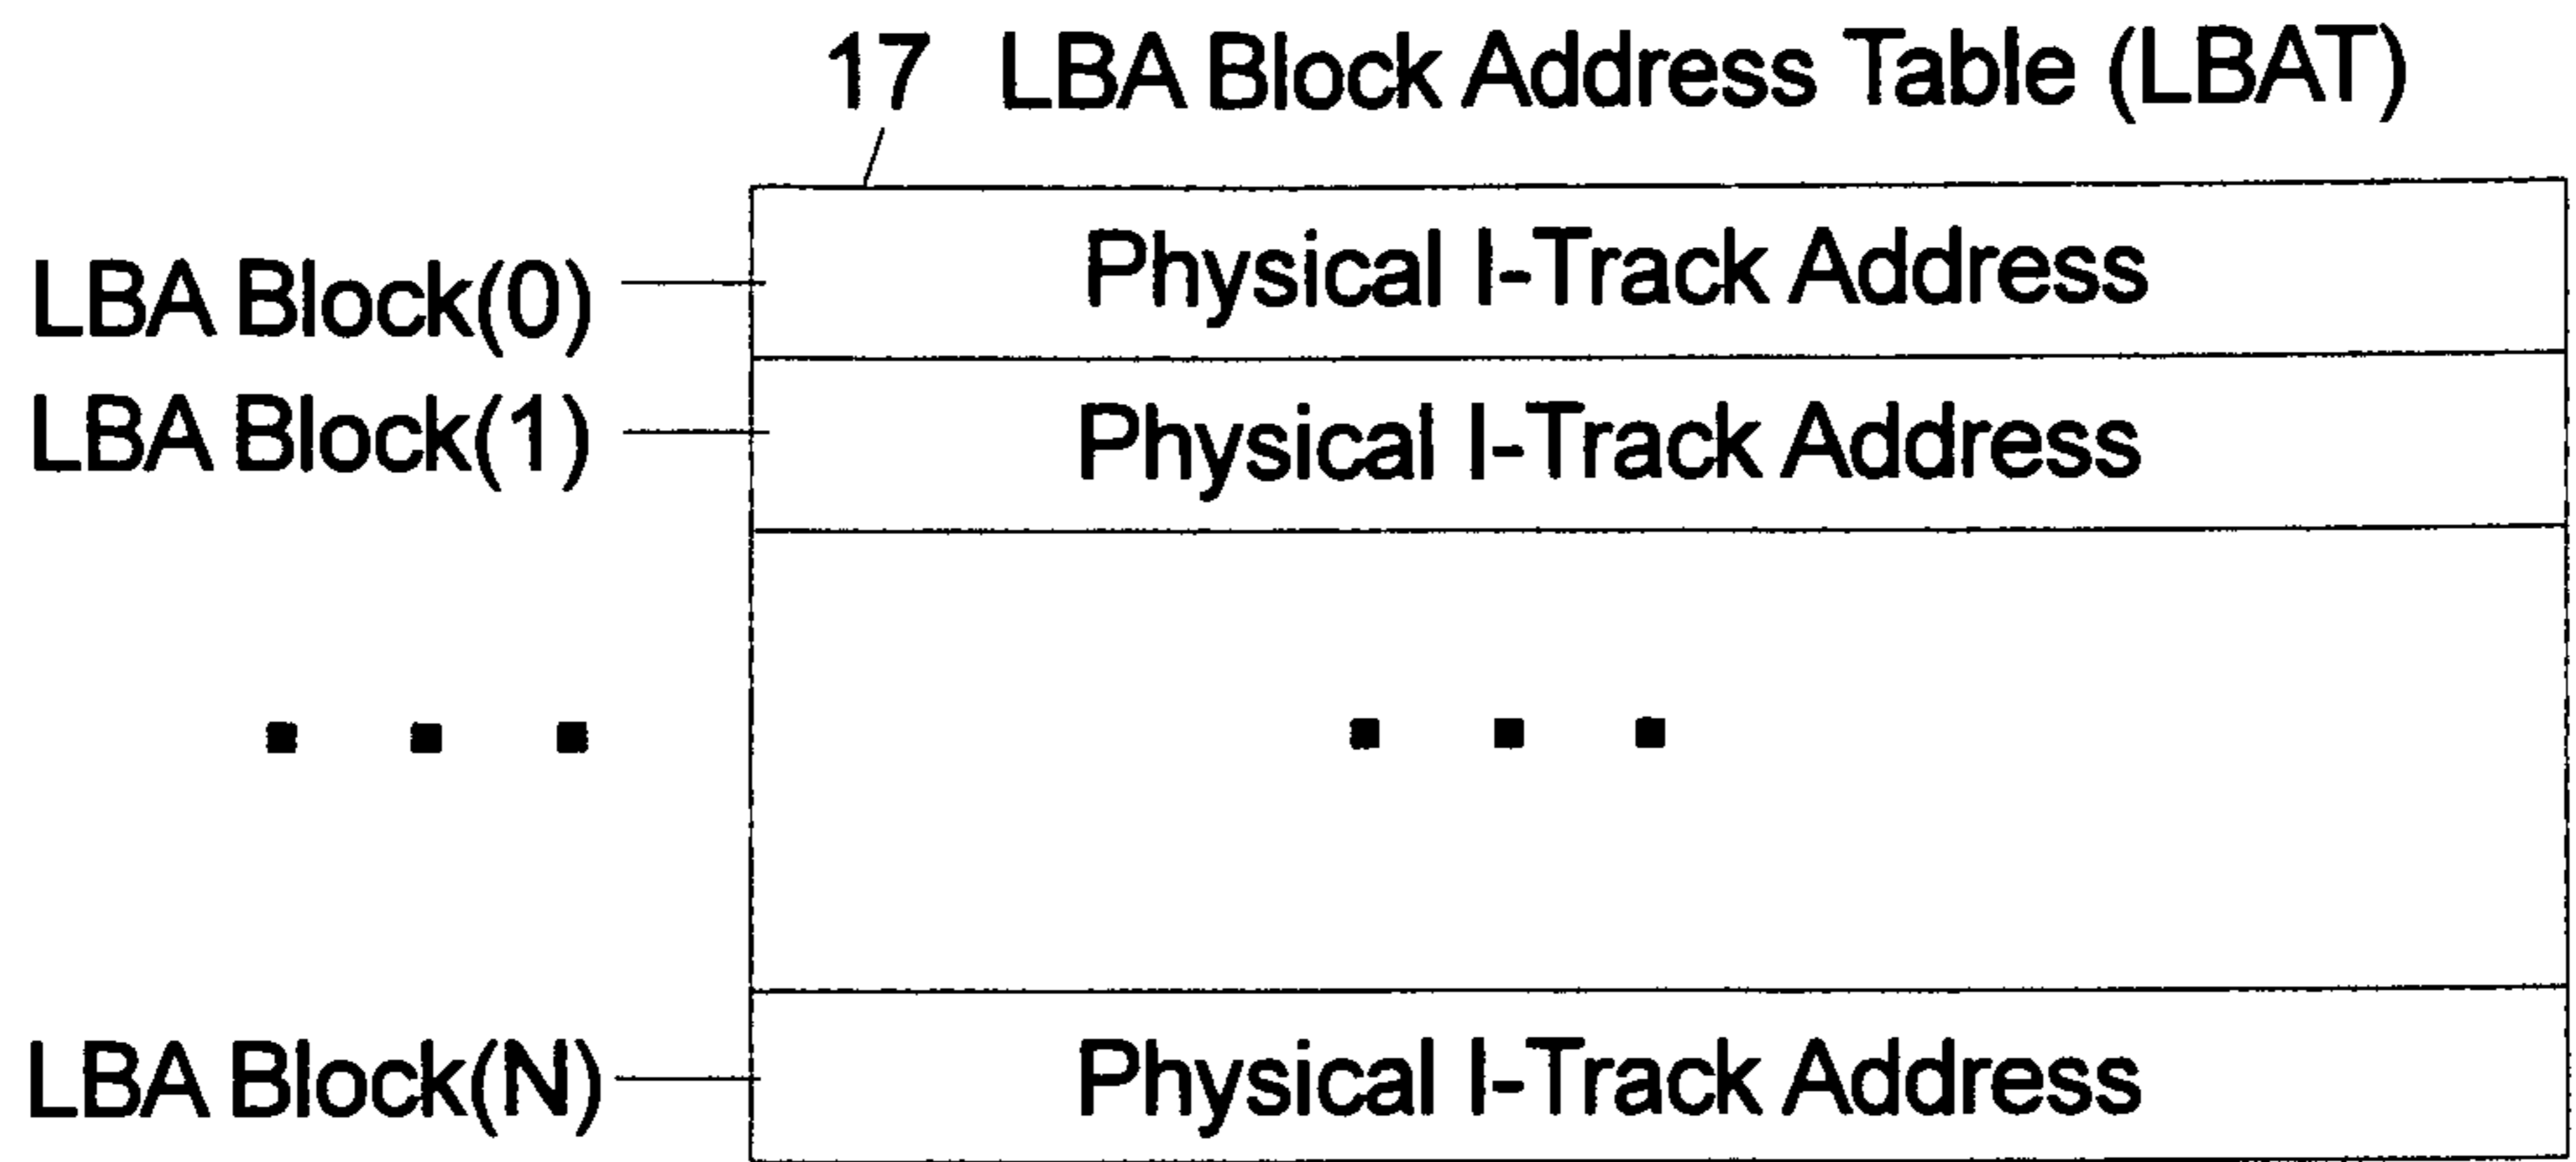 17 LBA Block Address Table (LBAT)
LBA Block(0) Physical I-Track Address
LBA Block(1) Physical I-Track Address
. . . . . .
LBA Block(N) Physical I-Track Address